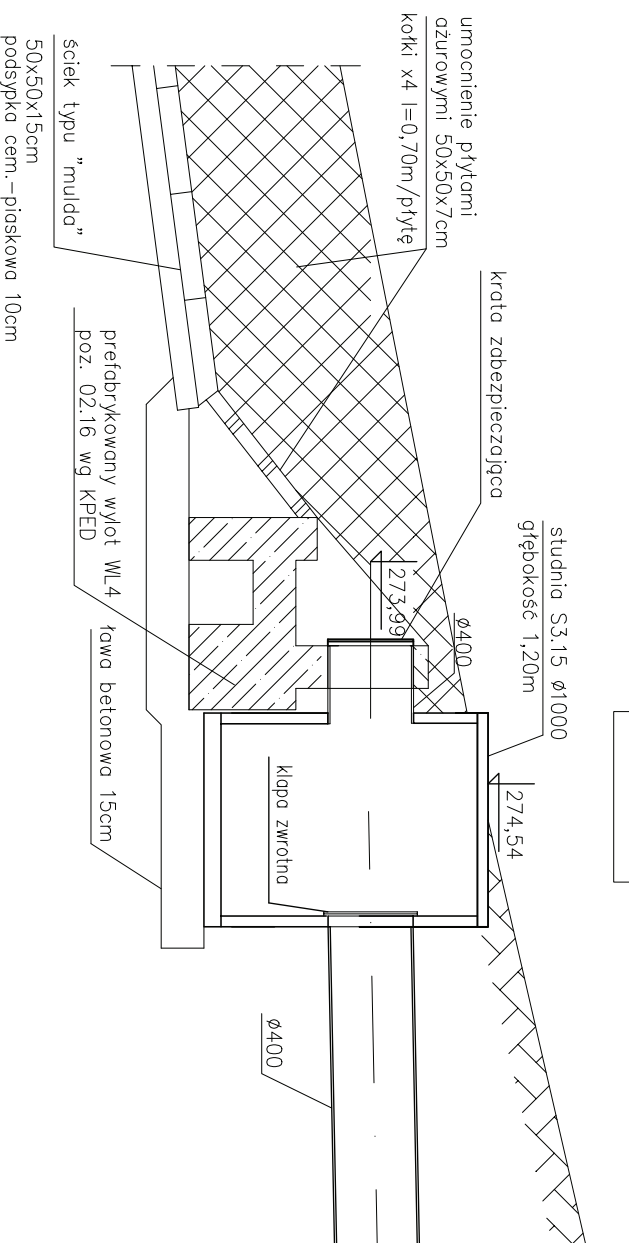 umocnienie płytami
ażurowymi 50x50x7cm
kołki x4 l=0,70m/płytę
krata zabezpieczająca
studnia S3.15 ø1000
głębokość 1,20m
273,99
ø400
274,54
klapa zwrotna
ø400
ściek typu "mulda"
50x50x15cm
podsypka cem.-piaskowa 10cm
prefabrykowany wylot WL4
poz. 02.16 wg KPED
ława betonowa 15cm